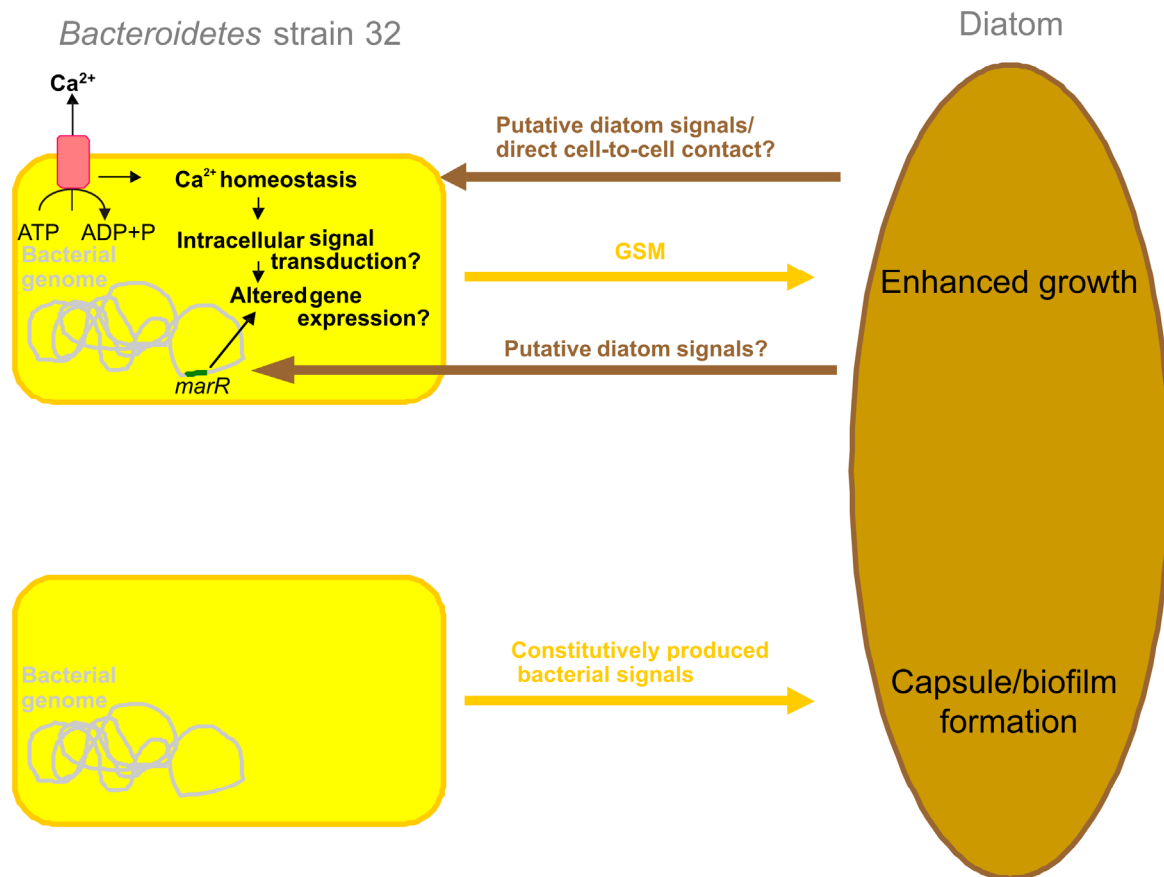 Bacteroidetes strain 32
Diatom
Ca²⁺
Putative diatom signals/
direct cell-to-cell contact?
Ca²⁺ homeostasis
ATP
ADP+P
Intracellular signal
transduction?
Bacterial
genome
GSM
Enhanced growth
Altered gene
expression?
Putative diatom signals?
marR
Constitutively produced
bacterial signals
Bacterial
genome
Capsule/biofilm
formation